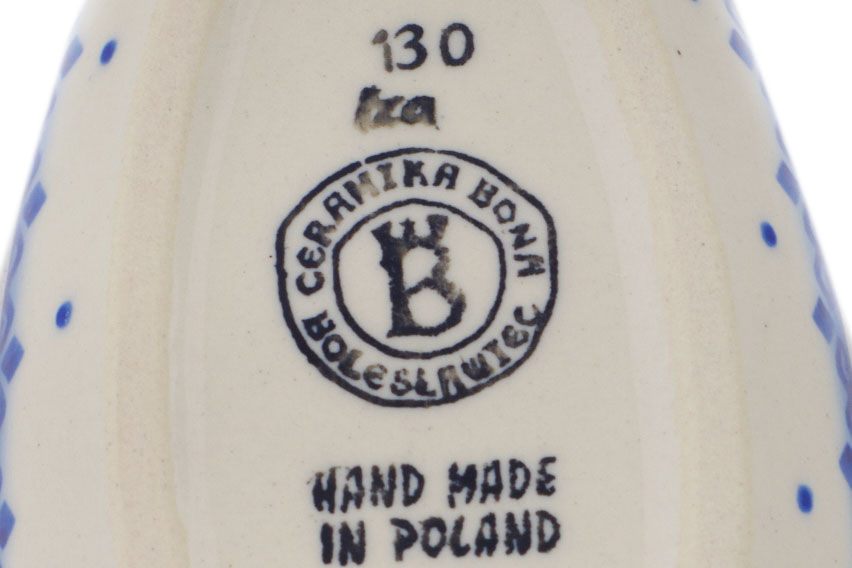 130
Iza
CERAMIKA BONA
BOLESŁAWIEC
B
HAND MADE
IN POLAND